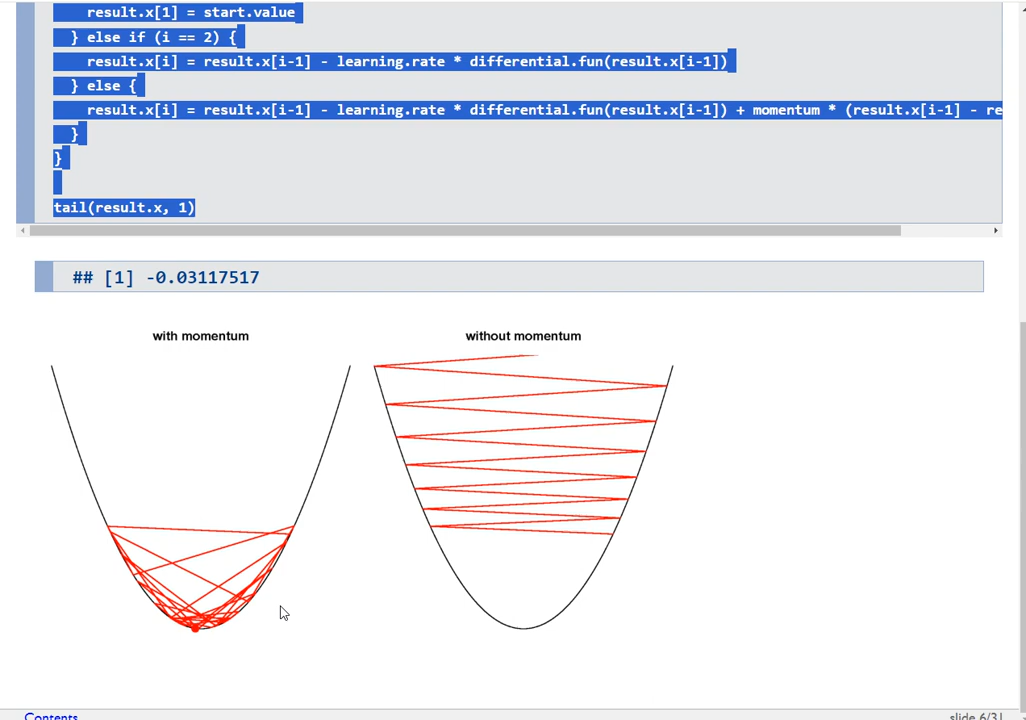 result.x[1] = start.value
} else if (i == 2) {
result.x[i] = result.x[i-1] - learning.rate * differential.fun(result.x[i-1])
} else {
result.x[i] = result.x[i-1] - learning.rate * differential.fun(result.x[i-1]) + momentum * (result.x[i-1] - re
}
}
tail(result.x, 1)
## [1] -0.03117517
with momentum
without momentum
Contents
slide 6/31